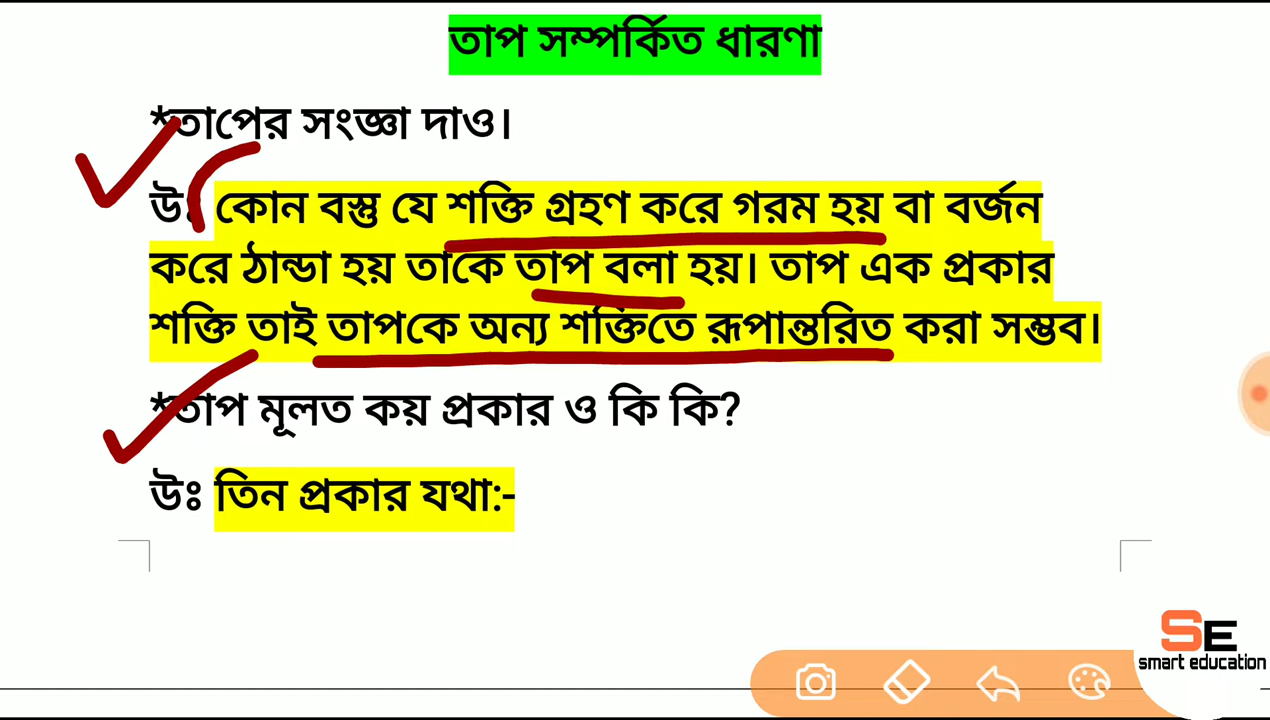 তাপ সম্পর্কিত ধারণা
*তাপের সংজ্ঞা দাও।
উঃ কোন বস্তু যে শক্তি গ্রহণ করে গরম হয় বা বর্জন
করে ঠান্ডা হয় তাকে তাপ বলা হয়। তাপ এক প্রকার
শক্তি তাই তাপকে অন্য শক্তিতে রূপান্তরিত করা সম্ভব।
*তাপ মূলত কয় প্রকার ও কি কি?
উঃ তিন প্রকার যথা:-
SE
smart education